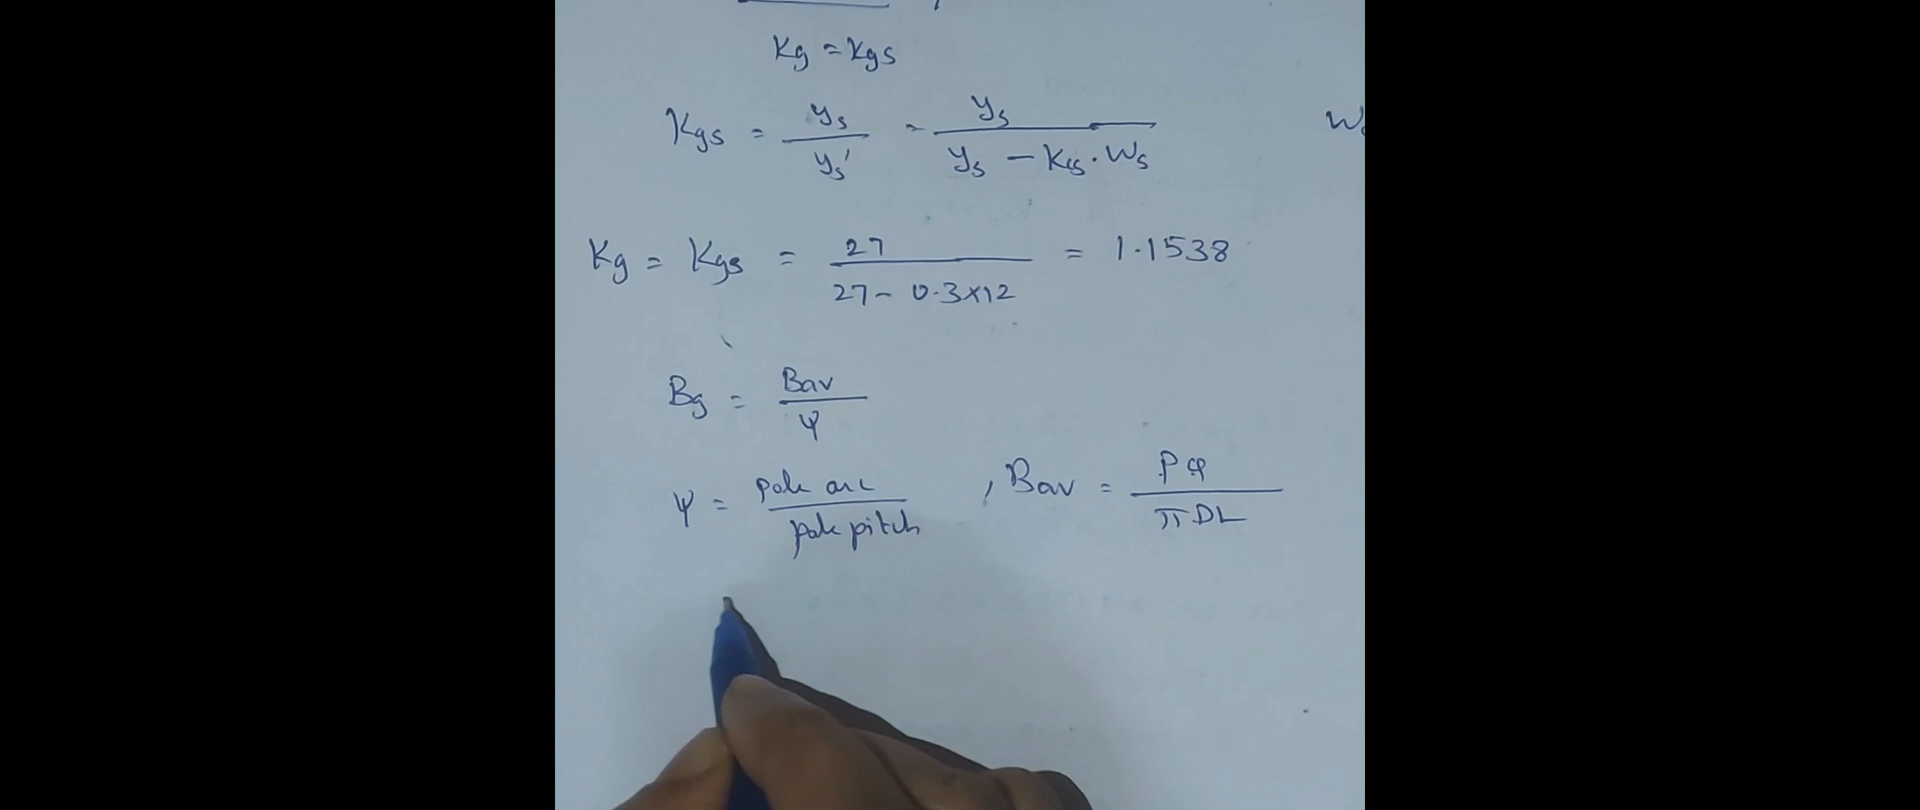 Kg = Kgs
Kgs = ys / ys' = ys / (ys - Kcs . Ws)
Kg = Kgs = 27 / (27 - 0.3×12) = 1.1538
Bg = Bav / ψ
ψ = pole arc / pole pitch , Bav = Pφ / πDL